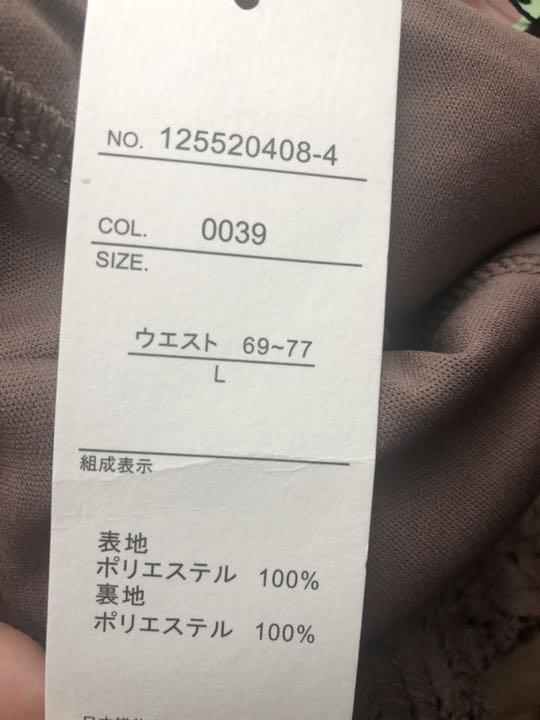 NO. 125520408-4
COL. 0039
SIZE.
ウエスト 69~77
L
組成表示
表地
ポリエステル 100%
裏地
ポリエステル 100%